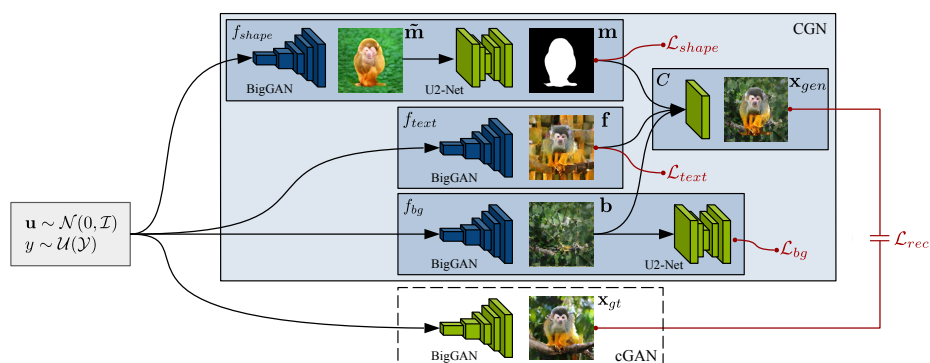 CGN
f_shape
m̃
m
ℒ_shape
BigGAN
U2-Net
C
x_gen
f_text
f
BigGAN
ℒ_text
u ∼ 𝒩(0, ℐ)
y ∼ 𝒰(𝒴)
f_bg
b
BigGAN
U2-Net
ℒ_bg
ℒ_rec
x_gt
BigGAN
cGAN